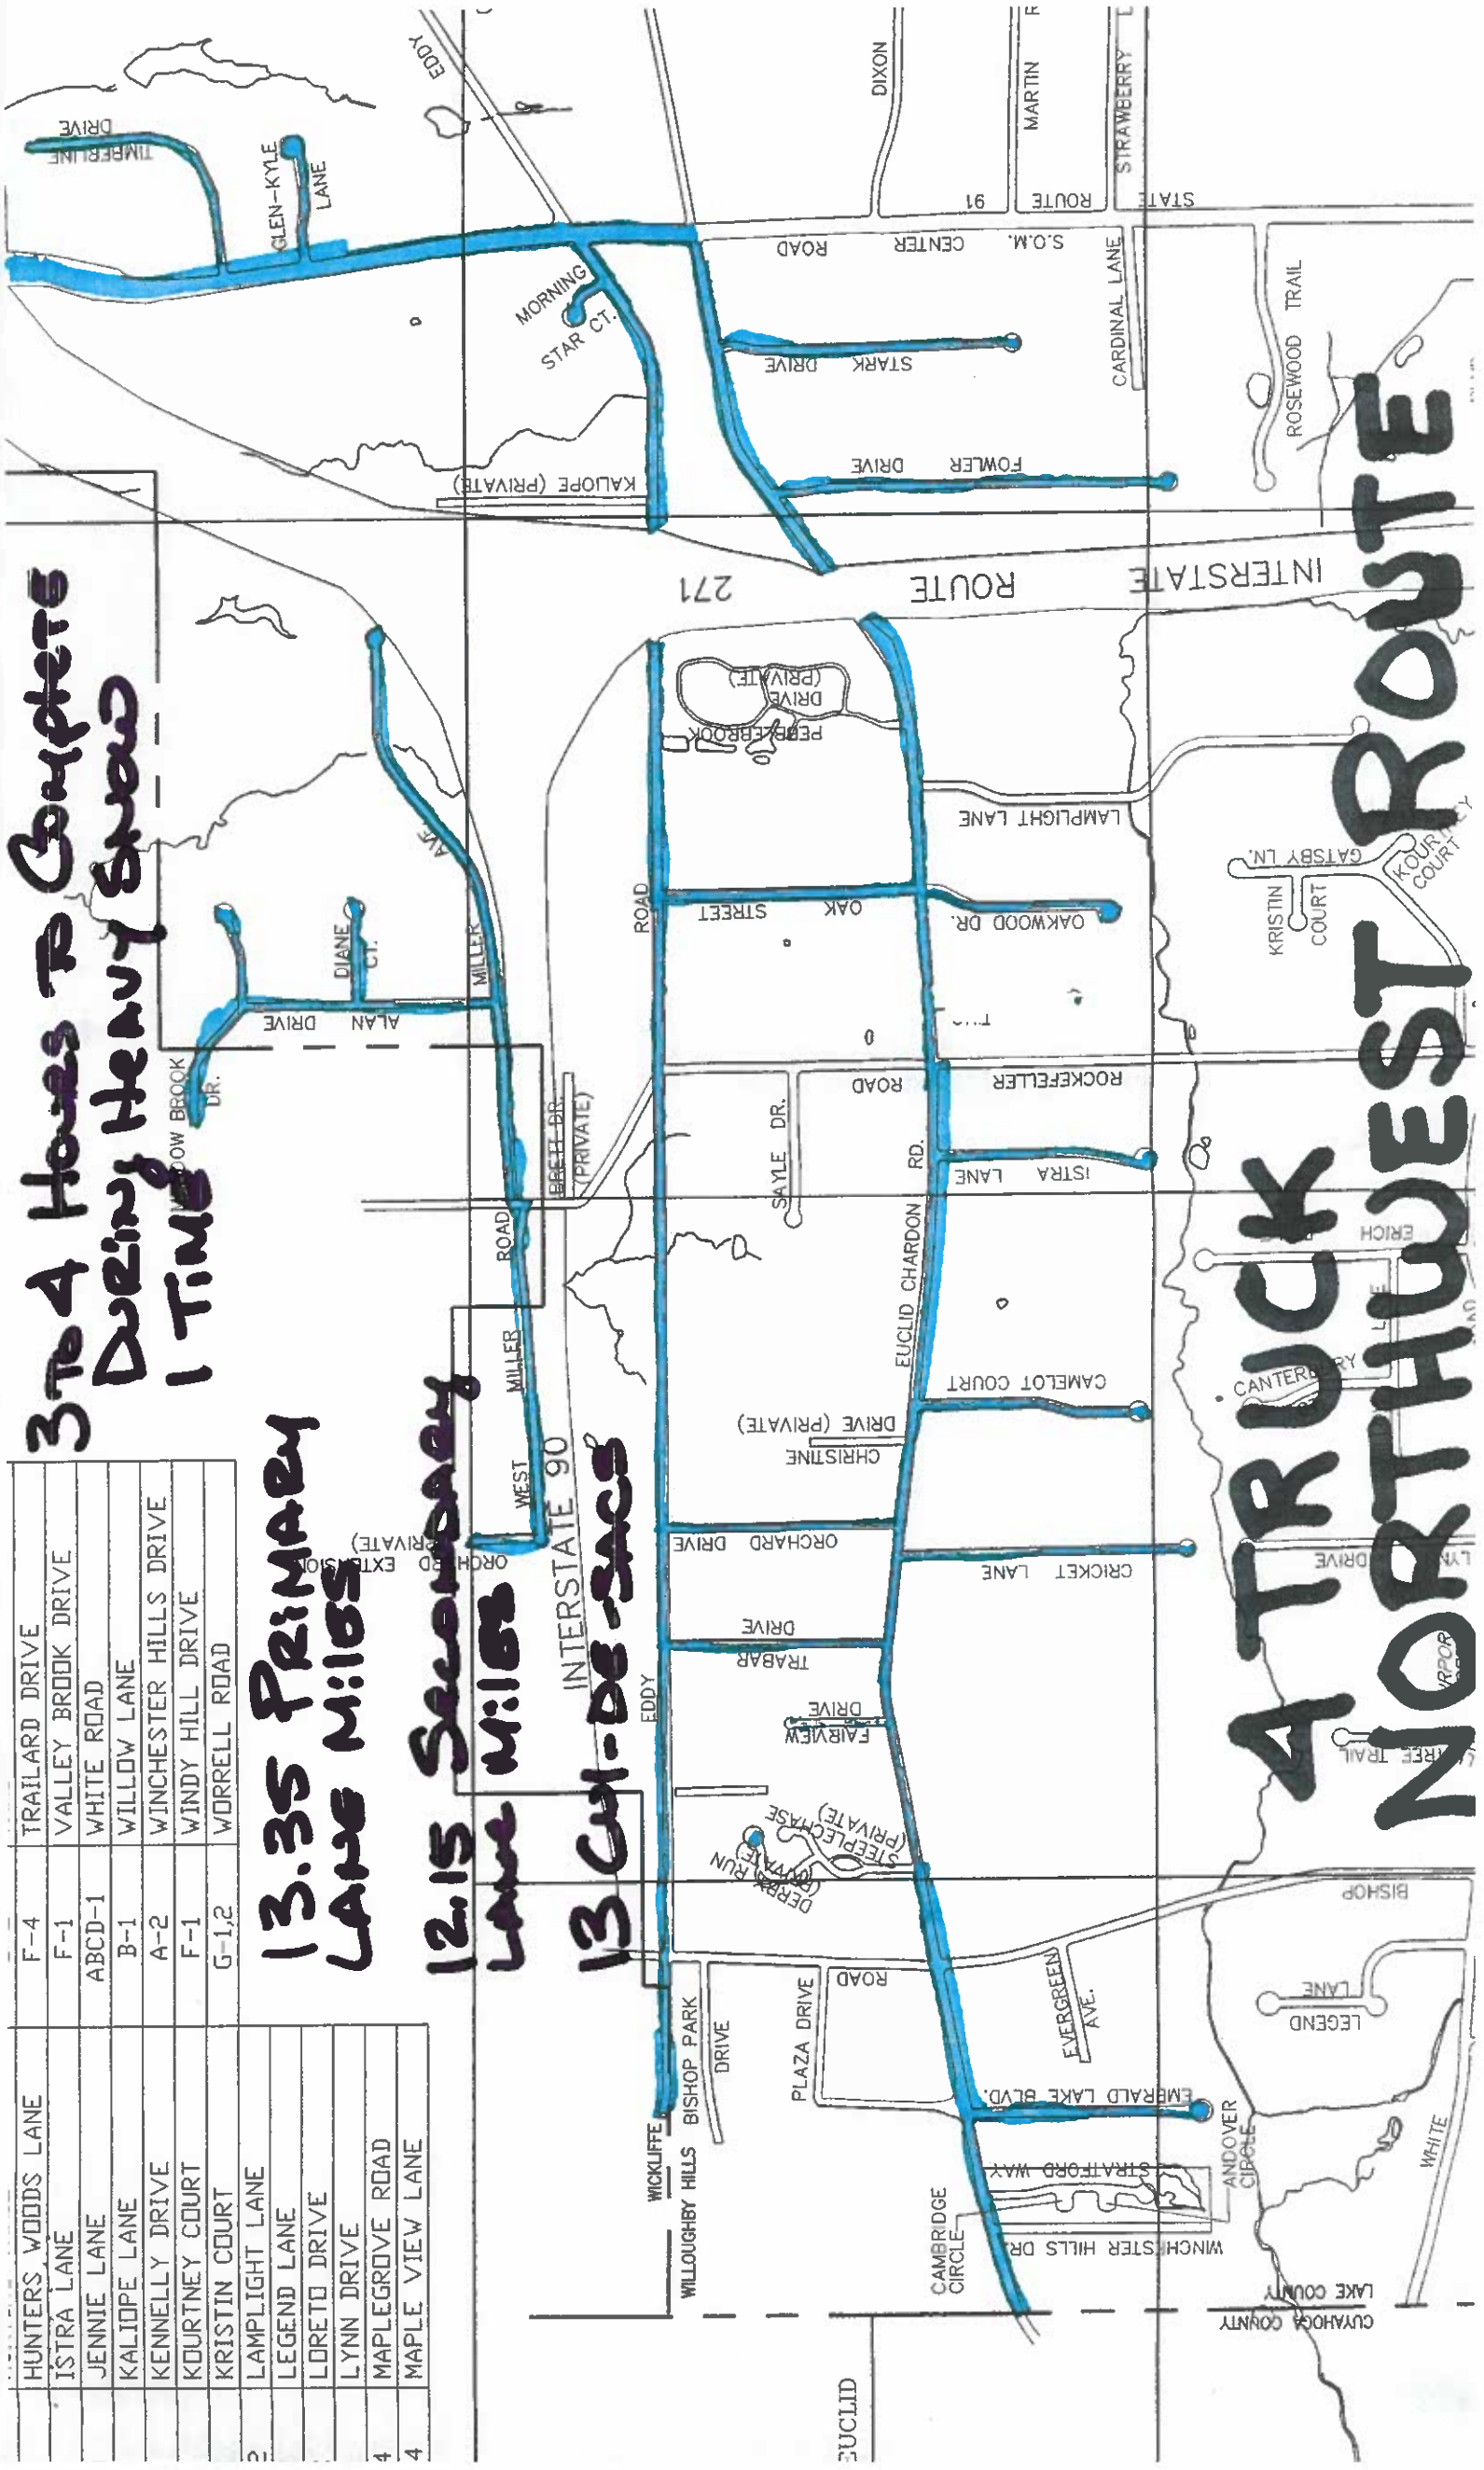 HUNTERS WOODS LANE
F-4 TRAILARD DRIVE
ISTRA LANE
F-1 VALLEY BROOK DRIVE
JENNIE LANE
ABCD-1 WHITE ROAD
KALIOPE LANE
B-1 WILLOW LANE
KENNELLY DRIVE
A-2 WINCHESTER HILLS DRIVE
KOURTNEY COURT
F-1 WINDY HILL DRIVE
KRISTIN COURT
G-1,2 WORRELL ROAD
LAMPLIGHT LANE
LEGEND LANE
LORETO DRIVE
LYNN DRIVE
4 MAPLEGROVE ROAD
4 MAPLE VIEW LANE
3 To 4 Hours To Complete
During Heavy Snow
1 Time
13.35 PRIMARY
LANE Miles
12.15 Secondary
Lane Miles
13 Cul-DE-SACS
TIMBERLINE
DRIVE
GLEN-KYLE
LANE
EDDY
MORNING
STAR CT.
KALIOPE (PRIVATE)
DIANE
CT.
ALAN DRIVE
BROOK
DR.
MILLER
AVE
MILLER
ROAD
WEST
ORCHARD EXTENSION
(PRIVATE)
BRETT DR.
(PRIVATE)
INTERSTATE 90
EDDY
ROAD
WICKLIFFE
WILLOUGHBY HILLS
BISHOP PARK
DRIVE
PLAZA DRIVE
ROAD
BISHOP
DERBY RUN
(PRIVATE)
STEEPLECHASE
(PRIVATE)
FAIRVIEW
DRIVE
TRABAR
DRIVE
ORCHARD DRIVE
CHRISTINE
DRIVE (PRIVATE)
SAYLE DR.
ROAD
ROCKEFELLER
OAK STREET
PEBBLEBROOK
DRIVE
(PRIVATE)
INTERSTATE ROUTE 271
STARK DRIVE
FOWLER DRIVE
STATE ROUTE 91
S.O.M. CENTER ROAD
DIXON
MARTIN
STRAWBERRY
CARDINAL LANE
ROSEWOOD TRAIL
LAMPLIGHT LANE
OAKWOOD DR.
ISTRA LANE
EUCLID CHARDON
RD.
CAMELOT COURT
CRICKET LANE
EMERALD LAKE BLVD.
EVERGREEN
AVE.
STRATFORD WAY
ANDOVER
CIRCLE
CAMBRIDGE
CIRCLE
WINCHESTER HILLS DR.
LEGEND
LANE
WHITE
LAKE COUNTY
CUYAHOGA COUNTY
EUCLID
GATSBY LN.
KRISTIN
COURT
KOURTNEY
COURT
ERICH
LANE
CANTERBURY
LYNN DRIVE
TREE TRAIL
4 TRUCK
NORTHWEST ROUTE